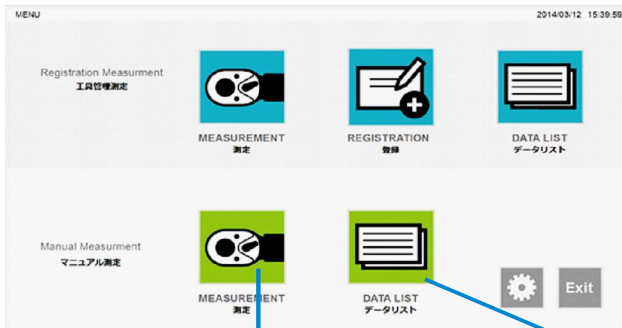 MENU 2014/03/12 15:39:59
Registration Measurment
工具管理測定
MEASUREMENT REGISTRATION DATA LIST
測定 登録 データリスト
Manual Measurment
マニュアル測定
Exit
MEASUREMENT DATA LIST
測定 データリスト